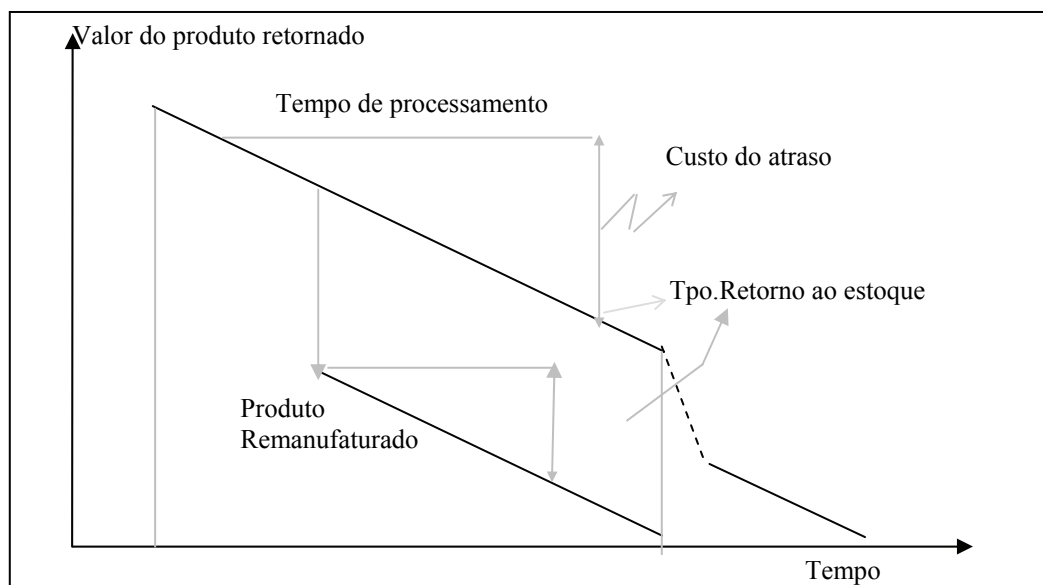 Valor do produto retornado
Tempo de processamento
Custo do atraso
Tpo.Retorno ao estoque
Produto
Remanufaturado
Tempo